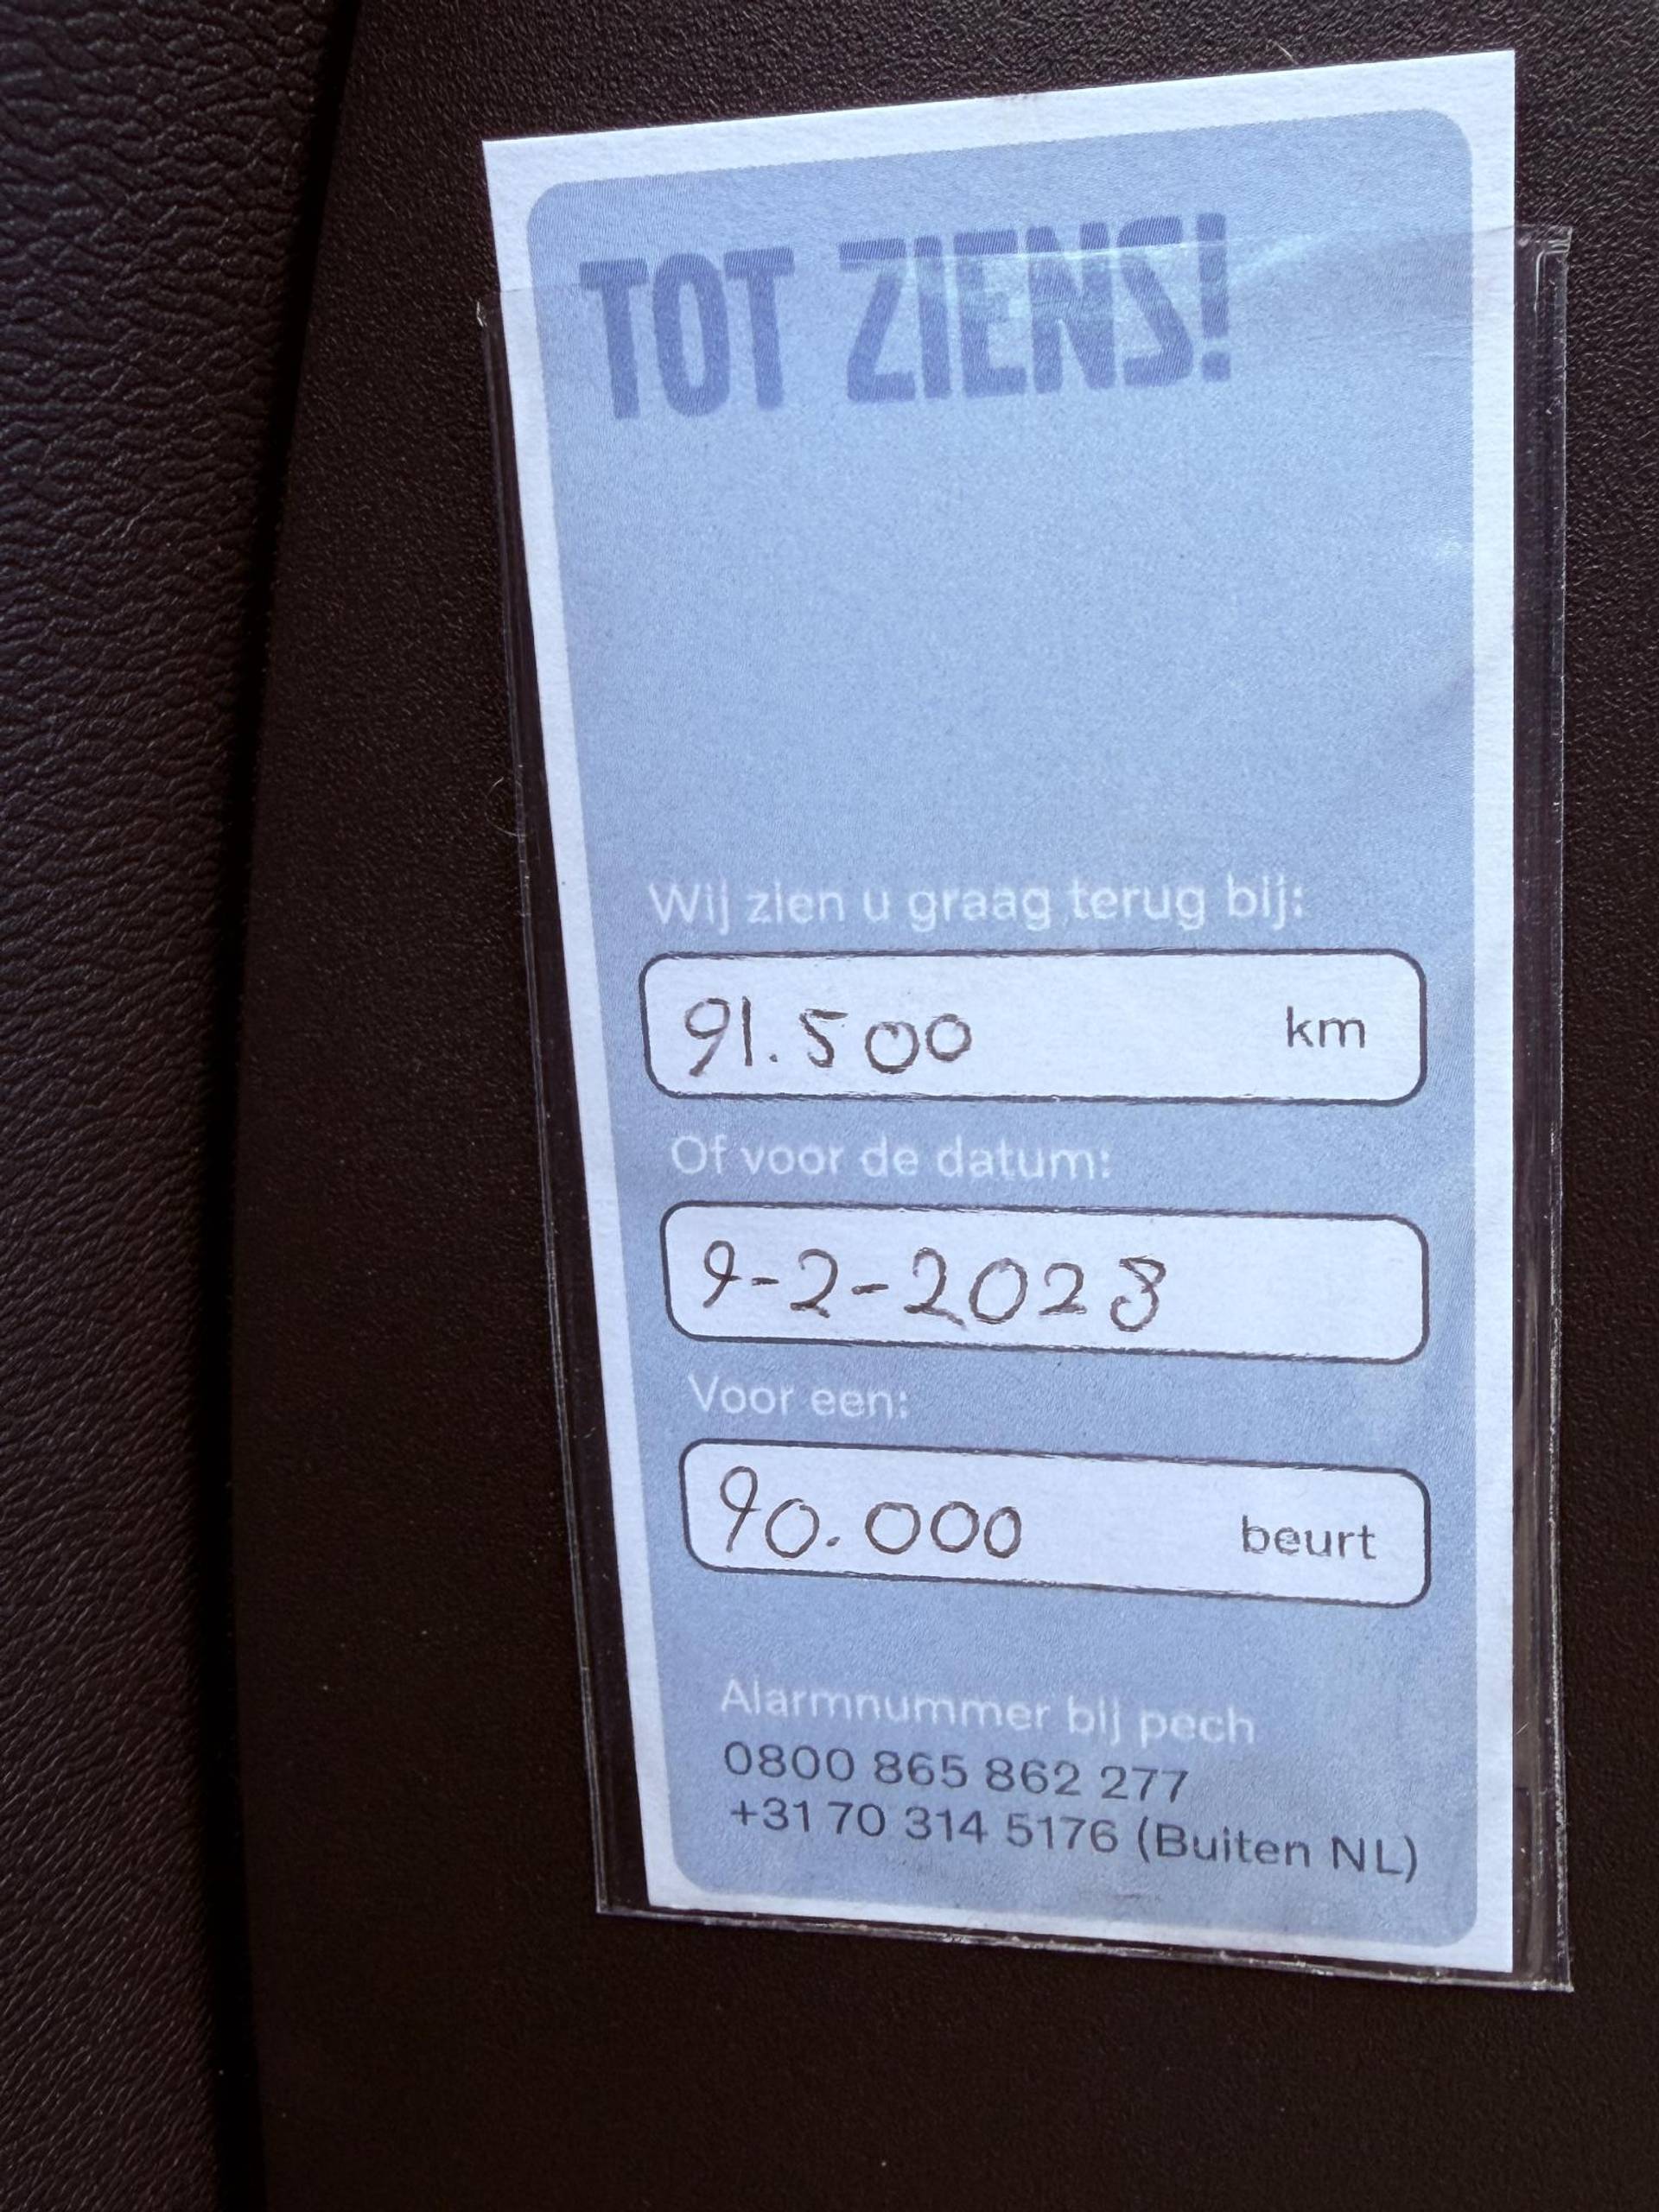 TOT ZIENS!
Wij zien u graag terug bij:
91.500 km
Of voor de datum:
9-2-2023
Voor een:
90.000 beurt
Alarmnummer bij pech
0800 865 862 277
+31 70 314 5176 (Buiten NL)